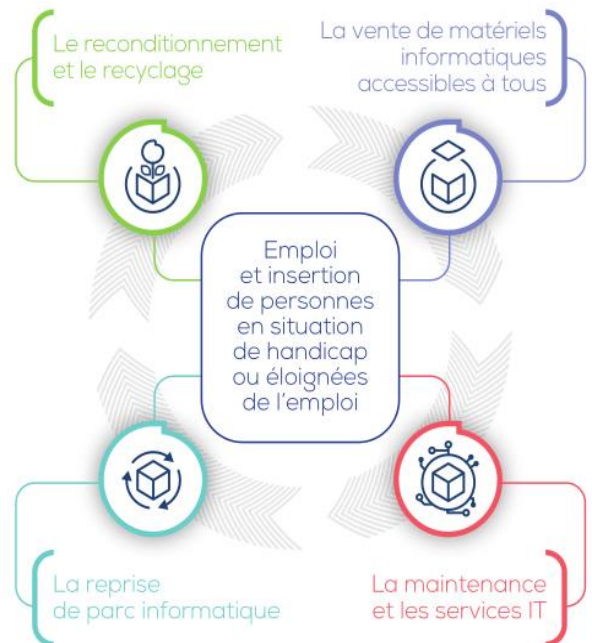 Le reconditionnement
et le recyclage
La vente de matériels
informatiques
accessibles à tous
Emploi
et insertion
de personnes
en situation
de handicap
ou éloignées
de l'emploi
La reprise
de parc informatique
La maintenance
et les services IT